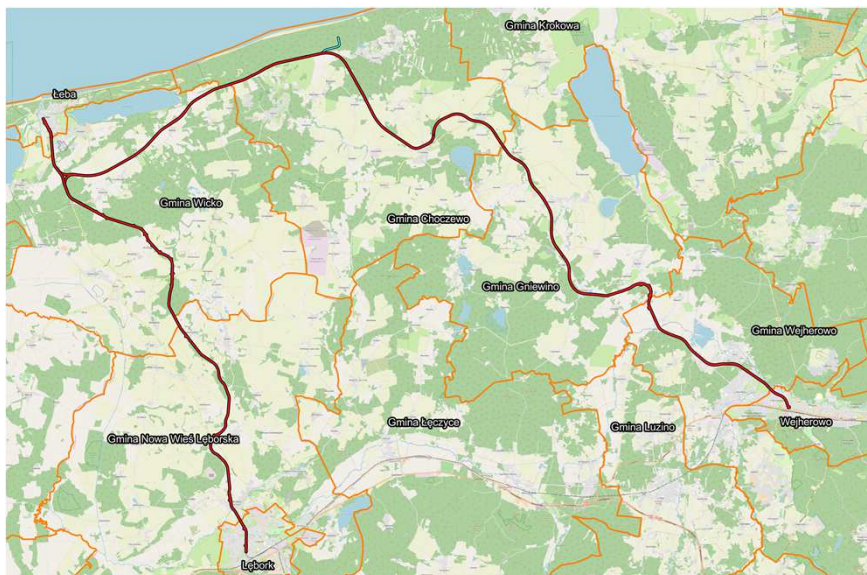 Gmina Krokowa
Łeba
Gmina Wicko
Gmina Choczewo
Gmina Gniewino
Gmina Wejherowo
Gmina Łęczyce
Gmina Luzino
Wejherowo
Gmina Nowa Wieś Lęborska
Lębork